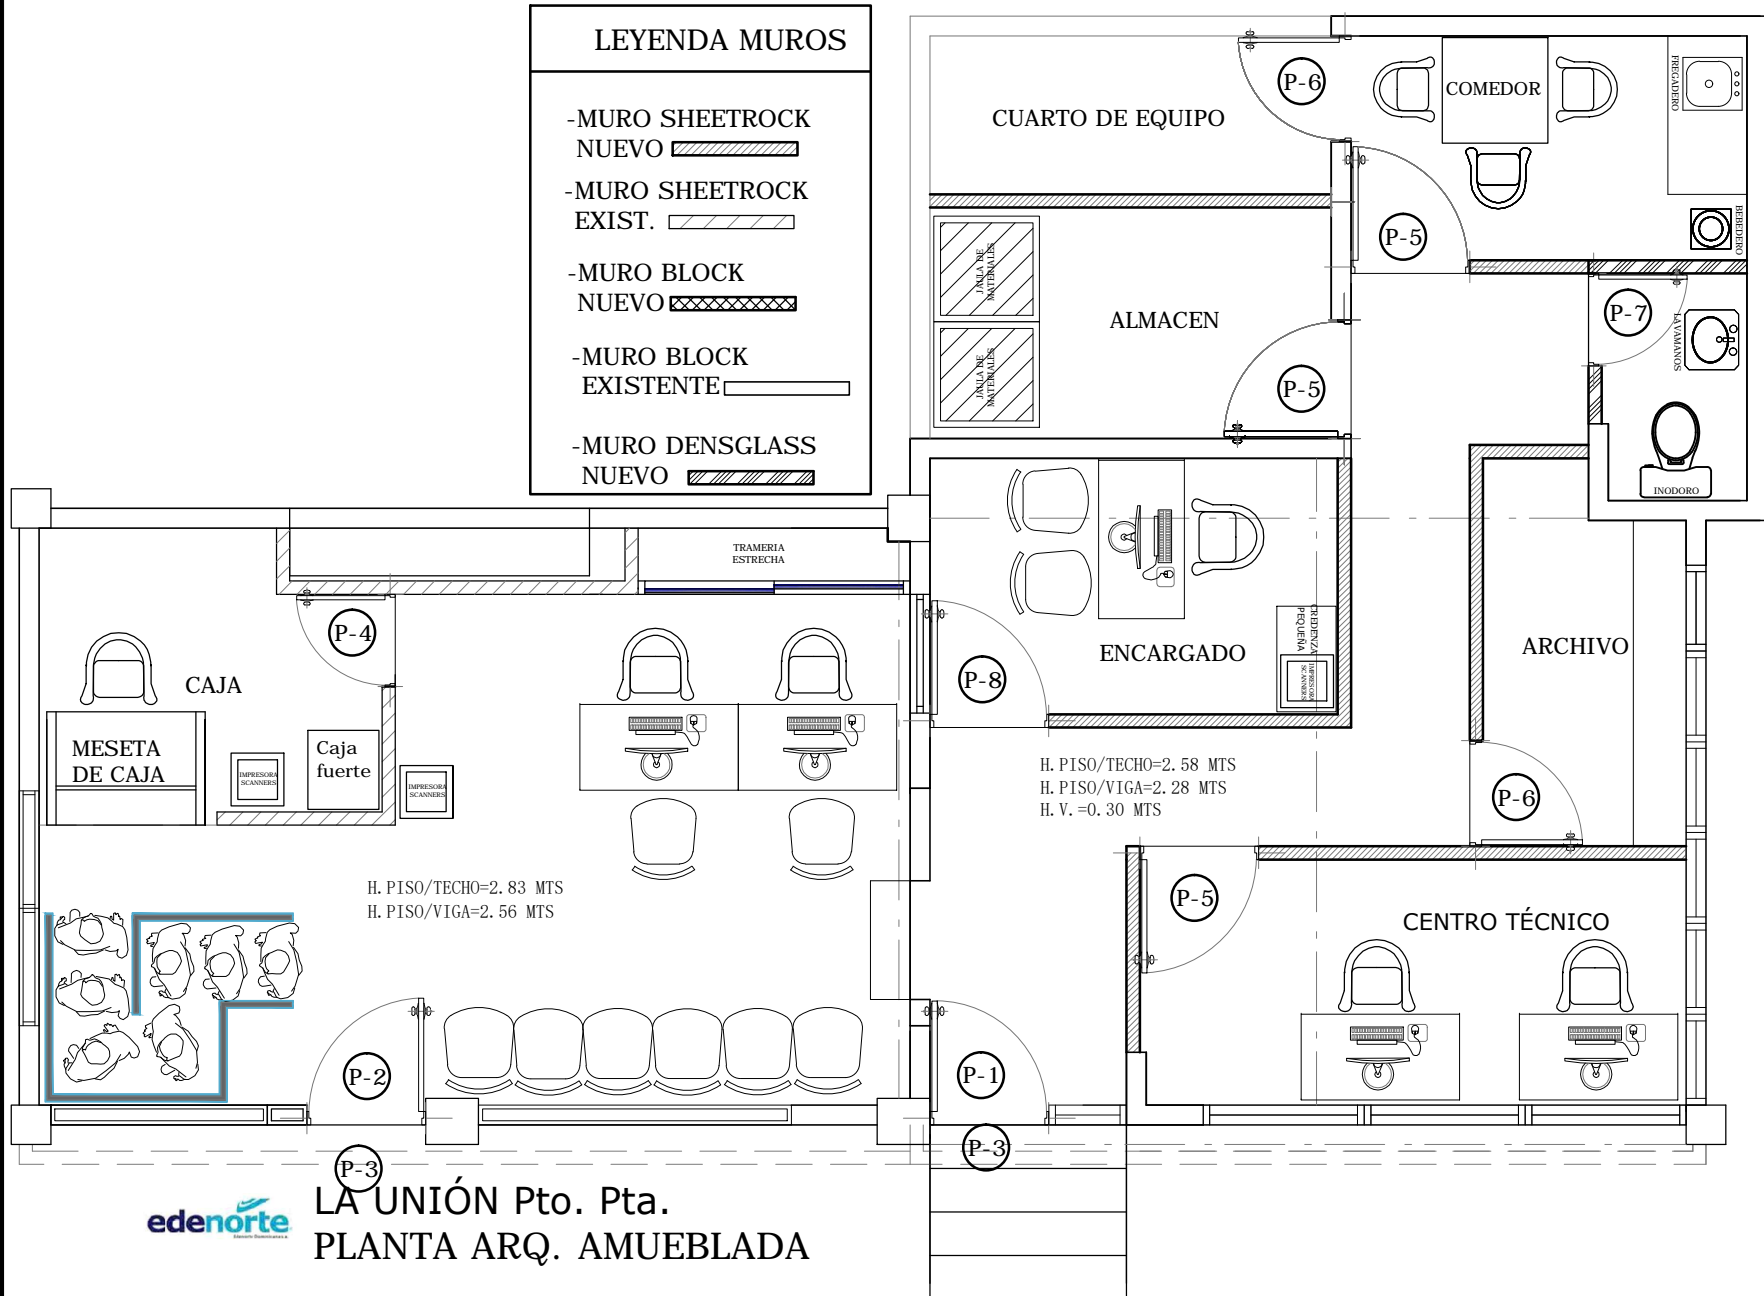 LEYENDA MUROS
-MURO SHEETROCK
NUEVO
-MURO SHEETROCK
EXIST.
-MURO BLOCK
NUEVO
-MURO BLOCK
EXISTENTE
-MURO DENSGLASS
NUEVO
CUARTO DE EQUIPO
P-6
COMEDOR
FREGADERO
P-5
BEBEDERO
JAULA DE
MATERIALES
JAULA DE
MATERIALES
ALMACEN
P-5
P-7
LAVAMANOS
INODORO
TRAMERIA
ESTRECHA
P-4
CAJA
MESETA
DE CAJA
IMPRESORA
SCANNERS
Caja
fuerte
IMPRESORA
SCANNERS
P-8
ENCARGADO
CREDENZA
PEQUEÑA
IMPRESORA
SCANNERS
ARCHIVO
H.PISO/TECHO=2.58 MTS
H.PISO/VIGA=2.28 MTS
H.V.=0.30 MTS
P-6
H.PISO/TECHO=2.83 MTS
H.PISO/VIGA=2.56 MTS
P-5
CENTRO TÉCNICO
P-2
P-1
P-3
P-3
edenorte
LA UNIÓN Pto. Pta.
PLANTA ARQ. AMUEBLADA